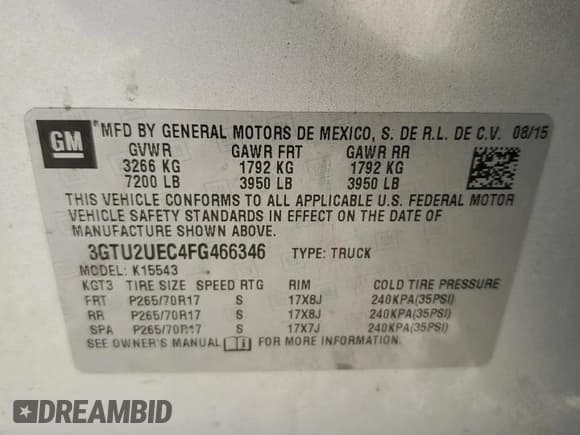 GM MFD BY GENERAL MOTORS DE MEXICO, S. DE R.L. DE C.V. 08/15
GVWR GAWR FRT GAWR RR
3266 KG 1792 KG 1792 KG
7200 LB 3950 LB 3950 LB
THIS VEHICLE CONFORMS TO ALL APPLICABLE U.S. FEDERAL MOTOR
VEHICLE SAFETY STANDARDS IN EFFECT ON THE DATE OF
MANUFACTURE SHOWN ABOVE.
3GTU2UEC4FG466346 TYPE: TRUCK
MODEL: K15543
KGT3 TIRE SIZE SPEED RTG RIM COLD TIRE PRESSURE
FRT P265/70R17 S 17X8J 240KPA(35PSI)
RR P265/70R17 S 17X8J 240KPA(35PSI)
SPA P265/70R17 S 17X7J 240KPA(35PSI)
SEE OWNER'S MANUAL FOR MORE INFORMATION.
DREAMBID